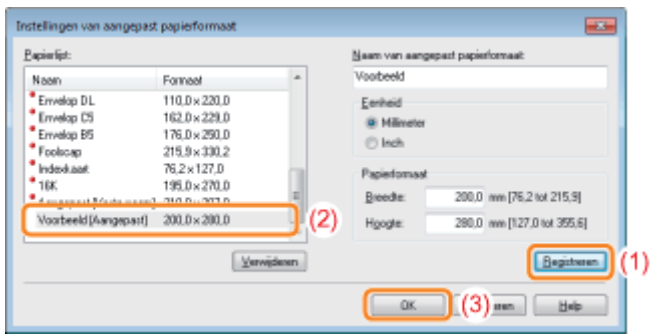 Instellingen van aangepast papierformaat
Papierlijst:
Naam Formaat
Envelop DL 110,0 x 220,0
Envelop C5 162,0 x 229,0
Envelop B5 176,0 x 250,0
Foolscap 215,9 x 330,2
Indexkaart 76,2 x 127,0
16K 195,0 x 270,0
Voorbeeld [Aangepast] 200,0 x 280,0
(2)
Verwijderen
Naam van aangepast papierformaat:
Voorbeeld
Eenheid
Millimeter
Inch
Papierformaat
Breedte: 200,0 mm [76,2 tot 215,9]
Hoogte: 280,0 mm [127,0 tot 355,6]
Registreren (1)
OK (3) Help